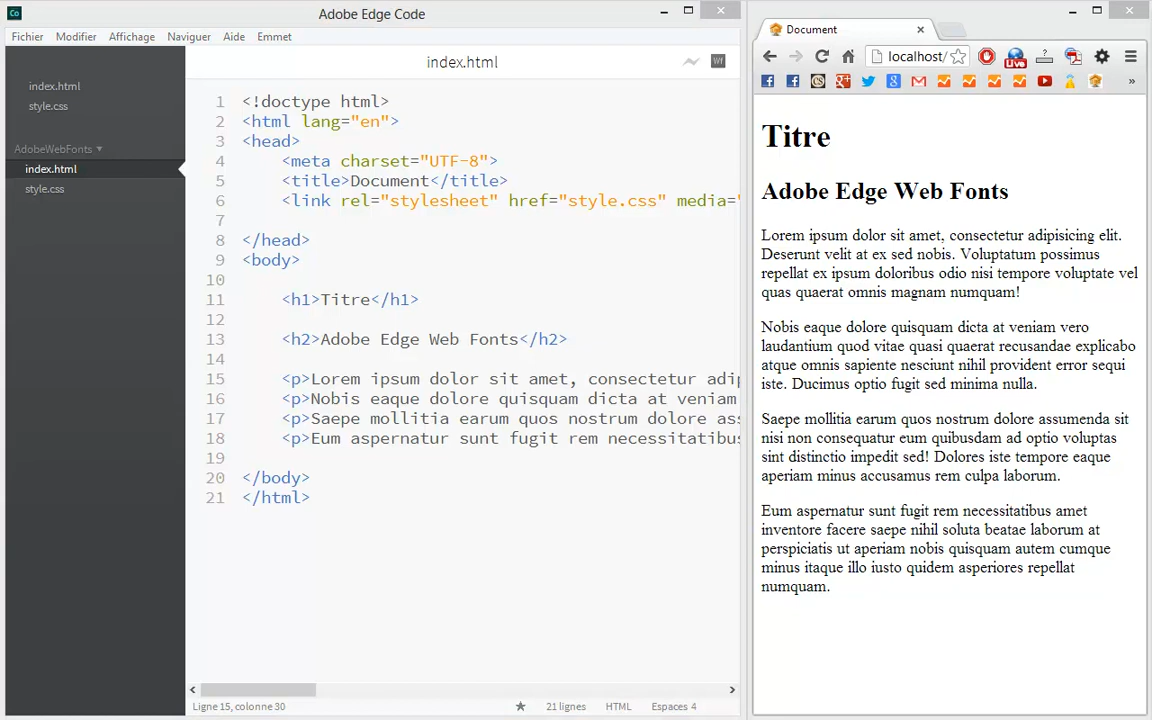 Adobe Edge Code
Fichier Modifier Affichage Naviguer Aide Emmet
index.html
style.css
AdobeWebFonts
index.html
style.css
index.html
1 <!doctype html>
2 <html lang="en">
3 <head>
4 <meta charset="UTF-8">
5 <title>Document</title>
6 <link rel="stylesheet" href="style.css" media="
7
8 </head>
9 <body>
10
11 <h1>Titre</h1>
12
13 <h2>Adobe Edge Web Fonts</h2>
14
15 <p>Lorem ipsum dolor sit amet, consectetur adip
16 <p>Nobis eaque dolore quisquam dicta at veniam
17 <p>Saepe mollitia earum quos nostrum dolore ass
18 <p>Eum aspernatur sunt fugit rem necessitatibus
19
20 </body>
21 </html>
Ligne 15, colonne 30 21 lignes HTML Espaces 4
Document
localhost/
Titre
Adobe Edge Web Fonts
Lorem ipsum dolor sit amet, consectetur adipisicing elit.
Deserunt velit at ex sed nobis. Voluptatum possimus
repellat ex ipsum doloribus odio nisi tempore voluptate vel
quas quaerat omnis magnam numquam!
Nobis eaque dolore quisquam dicta at veniam vero
laudantium quod vitae quasi quaerat recusandae explicabo
atque omnis sapiente nesciunt nihil provident error sequi
iste. Ducimus optio fugit sed minima nulla.
Saepe mollitia earum quos nostrum dolore assumenda sit
nisi non consequatur eum quibusdam ad optio voluptas
sint distinctio impedit sed! Dolores iste tempore eaque
aperiam minus accusamus rem culpa laborum.
Eum aspernatur sunt fugit rem necessitatibus amet
inventore facere saepe nihil soluta beatae laborum at
perspiciatis ut aperiam nobis quisquam autem cumque
minus itaque illo iusto quidem asperiores repellat
numquam.